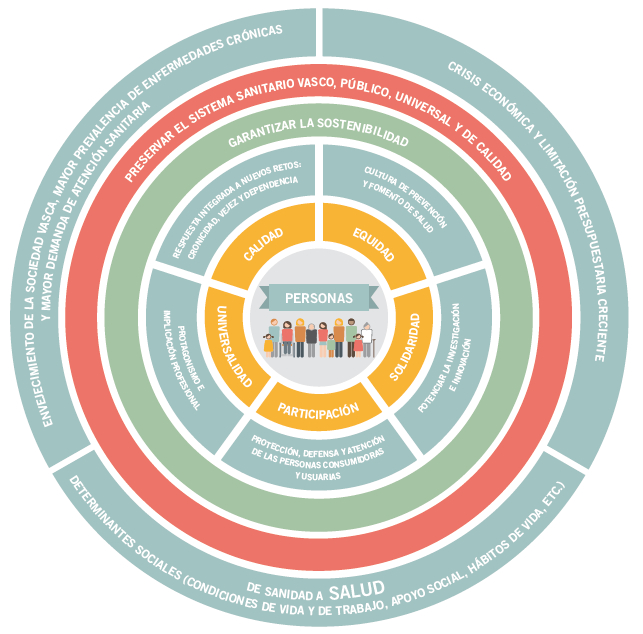 ENVEJECIMIENTO DE LA SOCIEDAD VASCA, MAYOR PREVALENCIA DE ENFERMEDADES CRÓNICAS
Y MAYOR DEMANDA DE ATENCIÓN SANITARIA
CRISIS ECONÓMICA Y LIMITACIÓN PRESUPUESTARIA CRECIENTE
PRESERVAR EL SISTEMA SANITARIO VASCO, PÚBLICO, UNIVERSAL Y DE CALIDAD
GARANTIZAR LA SOSTENIBILIDAD
RESPUESTA INTEGRADA A NUEVOS RETOS:
CRONICIDAD, VEJEZ Y DEPENDENCIA
CULTURA DE PREVENCIÓN
Y FOMENTO DE SALUD
CALIDAD
EQUIDAD
PERSONAS
UNIVERSALIDAD
SOLIDARIDAD
PARTICIPACIÓN
PROTAGONISMO E
IMPLICACIÓN PROFESIONAL
POTENCIAR LA INVESTIGACIÓN
E INNOVACIÓN
PROTECCIÓN, DEFENSA Y ATENCIÓN
DE LAS PERSONAS CONSUMIDORAS
Y USUARIAS
DE SANIDAD A SALUD
DETERMINANTES SOCIALES (CONDICIONES DE VIDA Y DE TRABAJO, APOYO SOCIAL, HÁBITOS DE VIDA, ETC.)